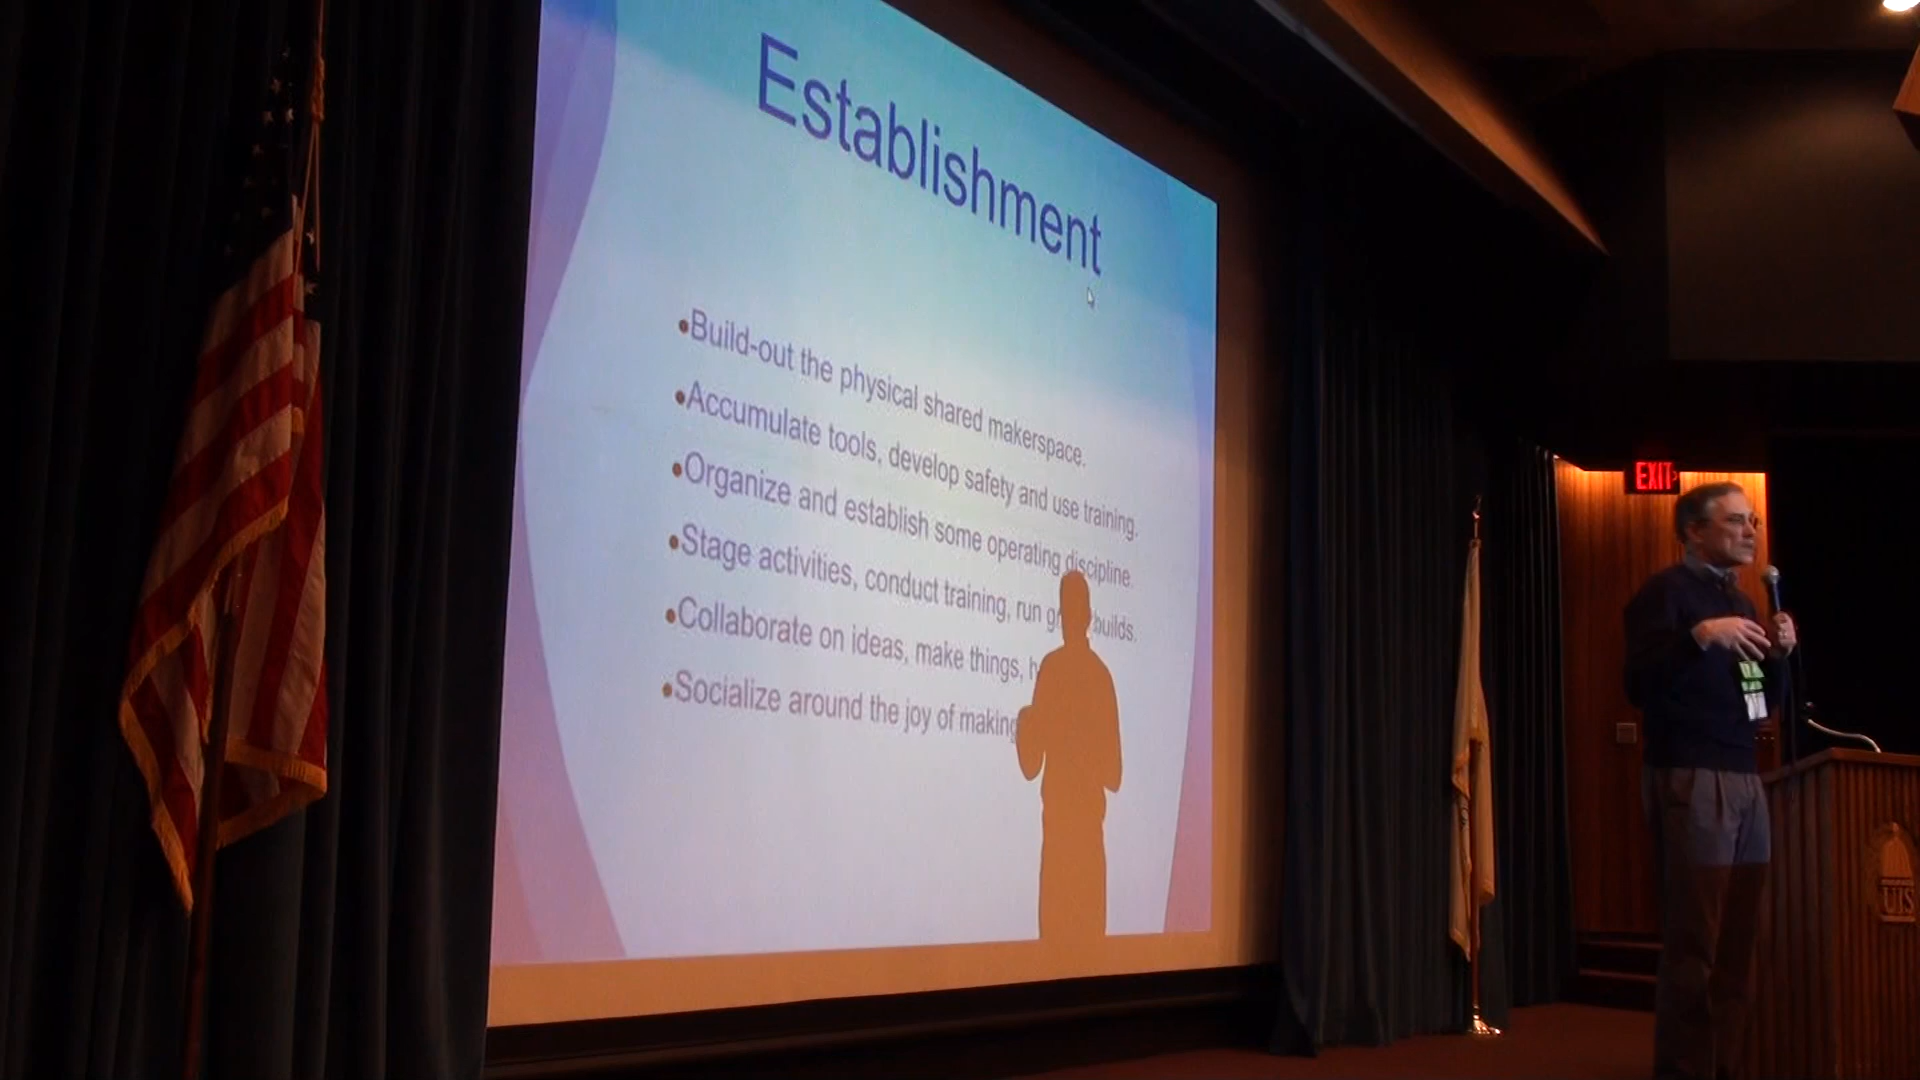 Establishment
•Build-out the physical shared makerspace.
•Accumulate tools, develop safety and use training.
•Organize and establish some operating discipline.
•Stage activities, conduct training, run builds.
•Collaborate on ideas, make things,
•Socialize around the joy of making
EXIT
UIS